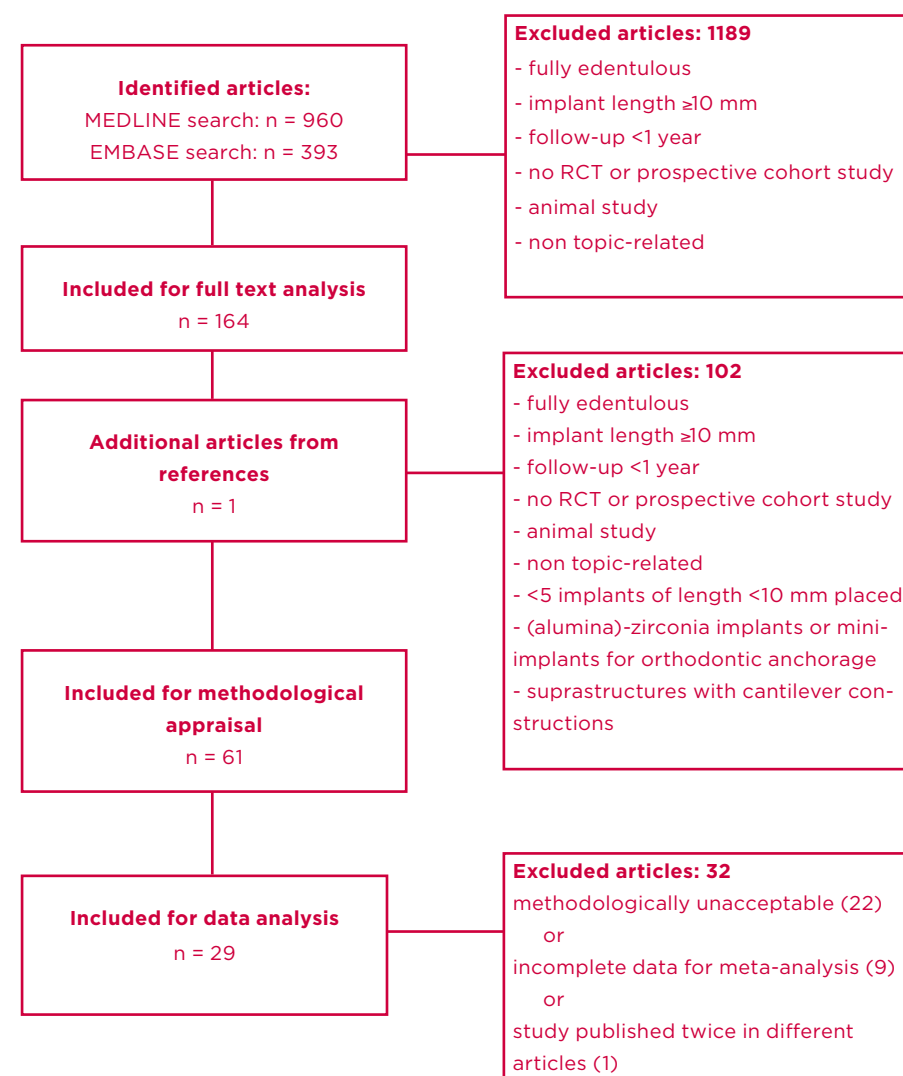 Identified articles:
MEDLINE search: n = 960
EMBASE search: n = 393
Excluded articles: 1189
- fully edentulous
- implant length ≥10 mm
- follow-up <1 year
- no RCT or prospective cohort study
- animal study
- non topic-related
Included for full text analysis
n = 164
Additional articles from
references
n = 1
Excluded articles: 102
- fully edentulous
- implant length ≥10 mm
- follow-up <1 year
- no RCT or prospective cohort study
- animal study
- non topic-related
- <5 implants of length <10 mm placed
- (alumina)-zirconia implants or mini-
implants for orthodontic anchorage
- suprastructures with cantilever con-
structions
Included for methodological
appraisal
n = 61
Included for data analysis
n = 29
Excluded articles: 32
methodologically unacceptable (22)
or
incomplete data for meta-analysis (9)
or
study published twice in different
articles (1)